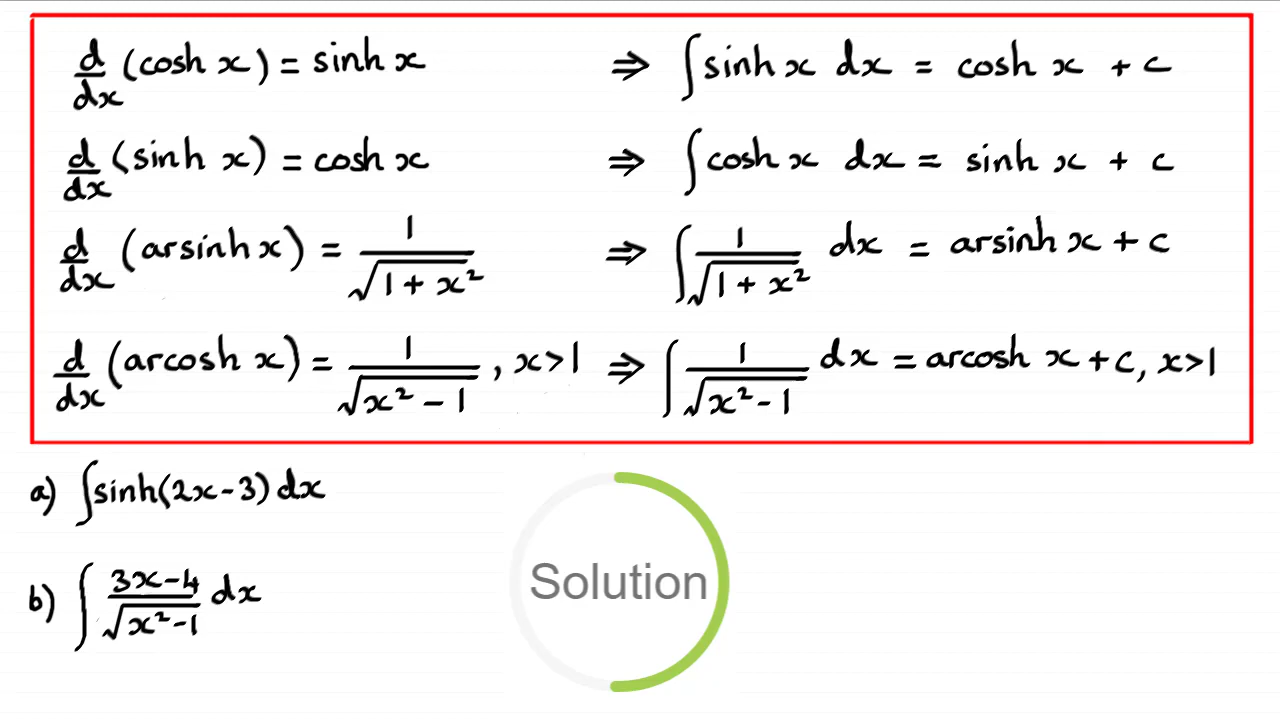 d/dx (cosh x) = sinh x ⇒ ∫ sinh x dx = cosh x + c
d/dx (sinh x) = cosh x ⇒ ∫ cosh x dx = sinh x + c
d/dx (arsinh x) = 1/√(1 + x²) ⇒ ∫ 1/√(1 + x²) dx = arsinh x + c
d/dx (arcosh x) = 1/√(x² − 1), x>1 ⇒ ∫ 1/√(x² − 1) dx = arcosh x + c, x>1
a) ∫ sinh(2x − 3) dx
Solution
b) ∫ (3x − 4)/√(x² − 1) dx